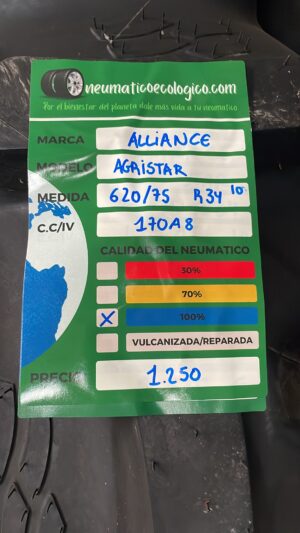 neumaticoecologico.com
Por el bienestar del planeta dale más vida a tu neumático
MARCA ALLIANCE
MODELO AGRISTAR
MEDIDA 620/75 R34 10
C.C/IV 170A8
CALIDAD DEL NEUMATICO
30%
70%
X 100%
VULCANIZADA/REPARADA
PRECIO 1.250